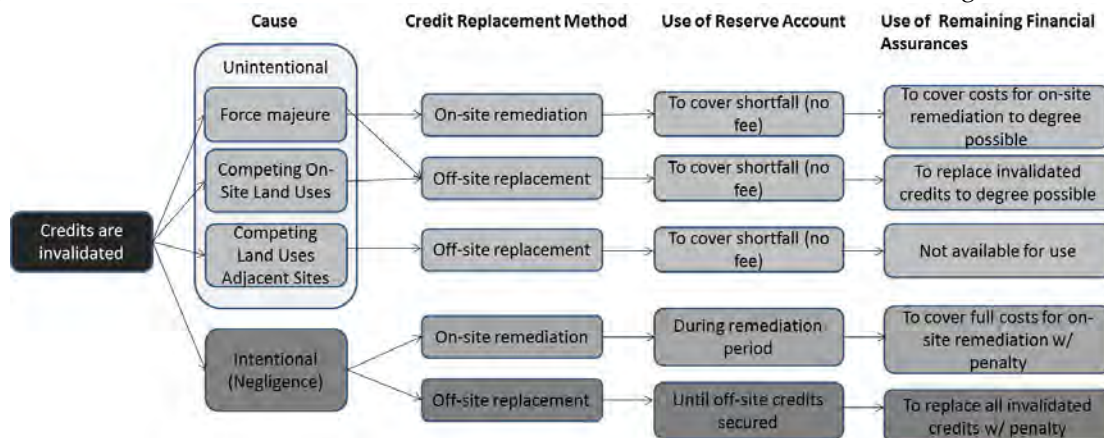 Cause
Credit Replacement Method
Use of Reserve Account
Use of Remaining Financial
Assurances
Unintentional
Force majeure
On-site remediation
To cover shortfall (no
fee)
To cover costs for on-site
remediation to degree
possible
Competing On-
Site Land Uses
Off-site replacement
To cover shortfall (no
fee)
To replace invalidated
credits to degree possible
Credits are
invalidated
Competing
Land Uses
Adjacent Sites
Off-site replacement
To cover shortfall (no
fee)
Not available for use
Intentional
(Negligence)
On-site remediation
During remediation
period
To cover full costs for on-
site remediation w/
penalty
Off-site replacement
Until off-site credits
secured
To replace all invalidated
credits w/ penalty